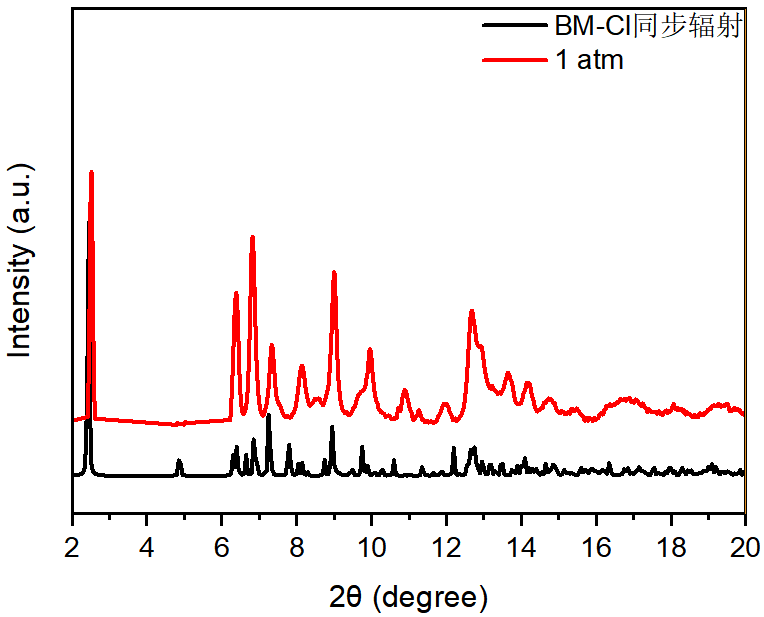 BM-Cl同步辐射
1 atm
Intensity (a.u.)
2 4 6 8 10 12 14 16 18 20
2θ (degree)